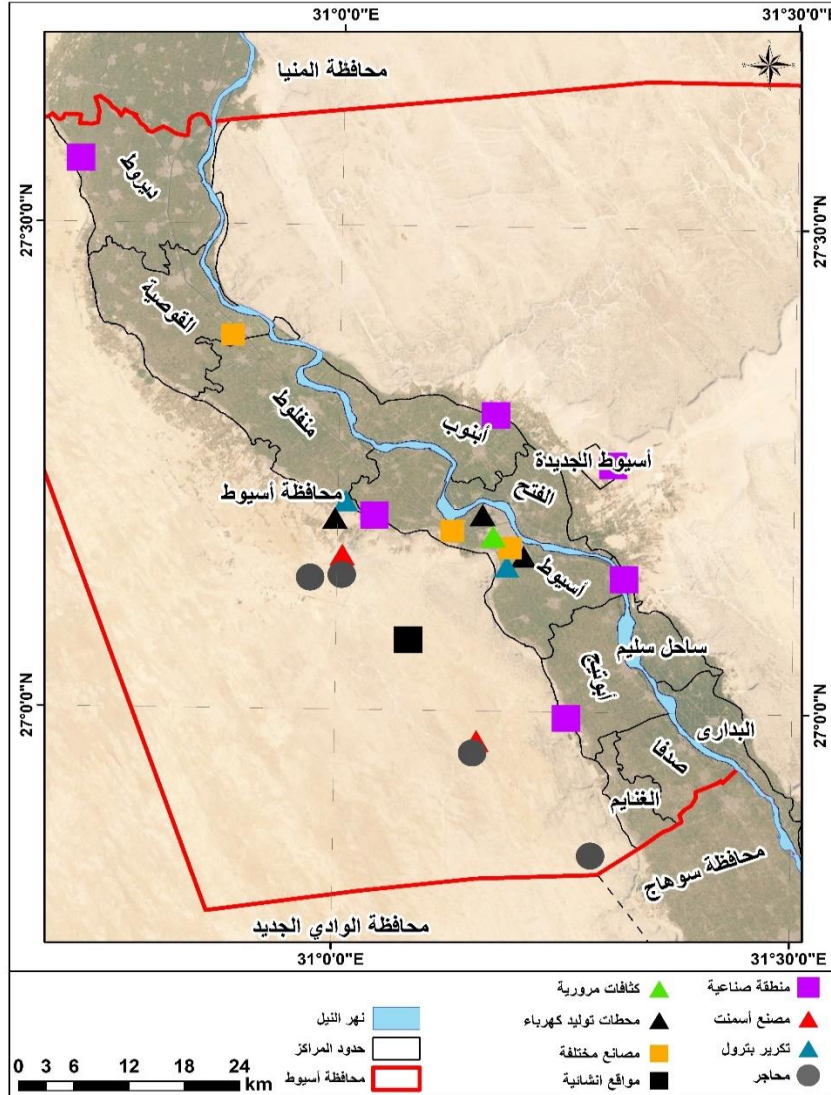 31°0'0"E
31°30'0"E
محافظة المنيا
ديروط
27°30'0"N
27°30'0"N
القوصية
منفلوط
أبنوب
أسيوط الجديدة
الفتح
محافظة أسيوط
أسيوط
ساحل سليم
أبوتيج
27°0'0"N
27°0'0"N
البدارى
صدفا
الغنايم
محافظة سوهاج
محافظة الوادي الجديد
31°0'0"E
31°30'0"E
منطقة صناعية
مصنع أسمنت
تكرير بترول
محاجر
كثافات مرورية
محطات توليد كهرباء
مصانع مختلفة
مواقع انشائية
نهر النيل
حدود المراكز
محافظة أسيوط
0 3 6 12 18 24
km